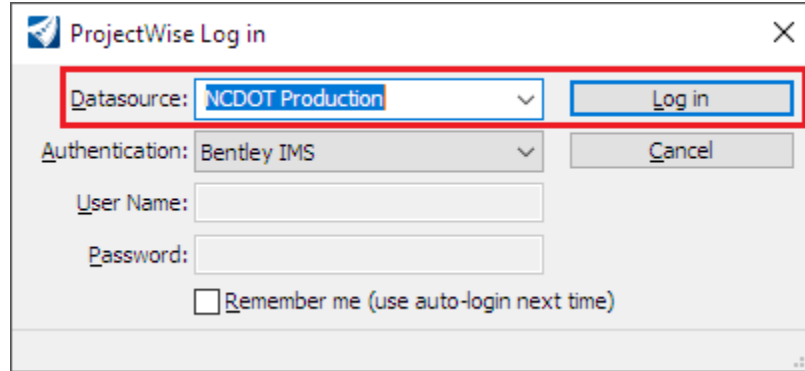 ProjectWise Log in
Datasource: NCDOT Production Log in
Authentication: Bentley IMS Cancel
User Name:
Password:
Remember me (use auto-login next time)